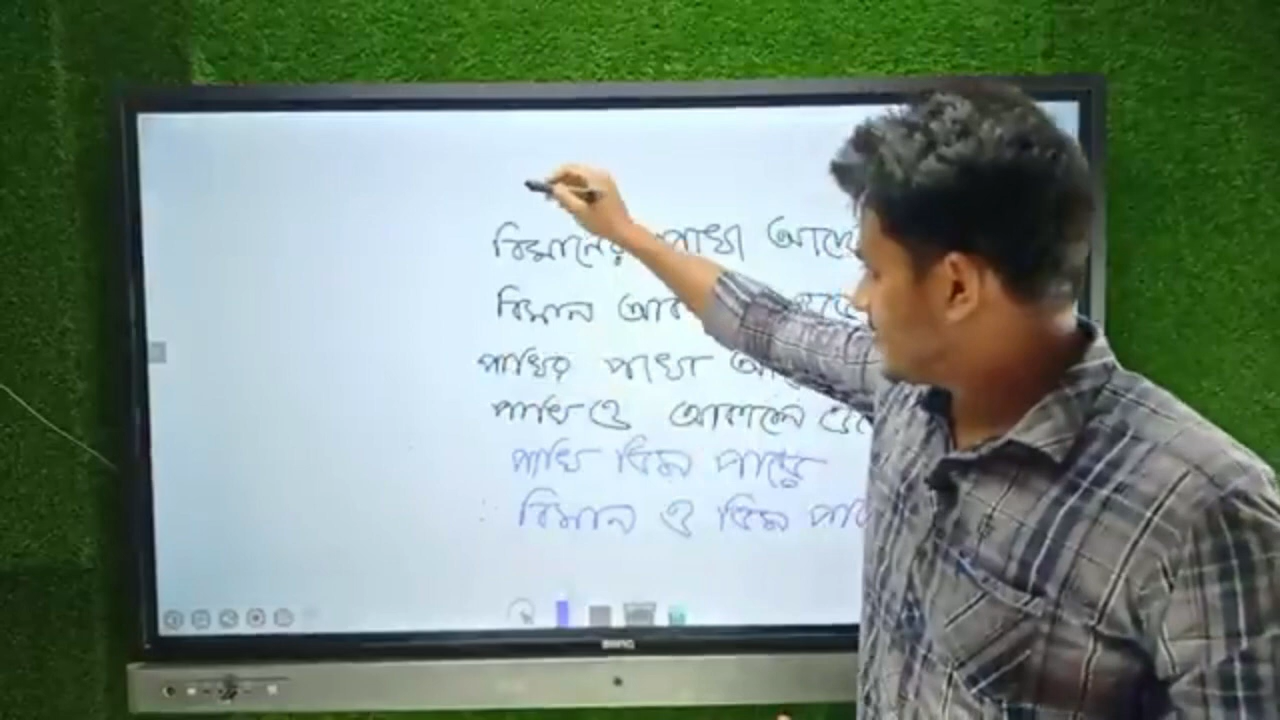 বিমানের পাখা
বিমান
পাখির পাখা
পাখি ও আকাশে
পাখি ডিম পারে
বিমান ও ডিম
BenQ